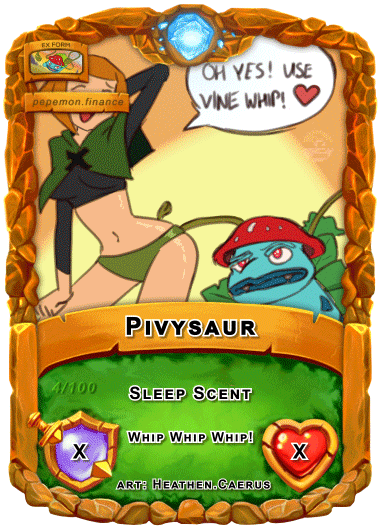 EX FORM
pepemon.finance
OH YES! USE
VINE WHIP!
PIVYSAUR
4/100
SLEEP SCENT
WHIP WHIP WHIP!
X
X
ART: HEATHEN.CAERUS